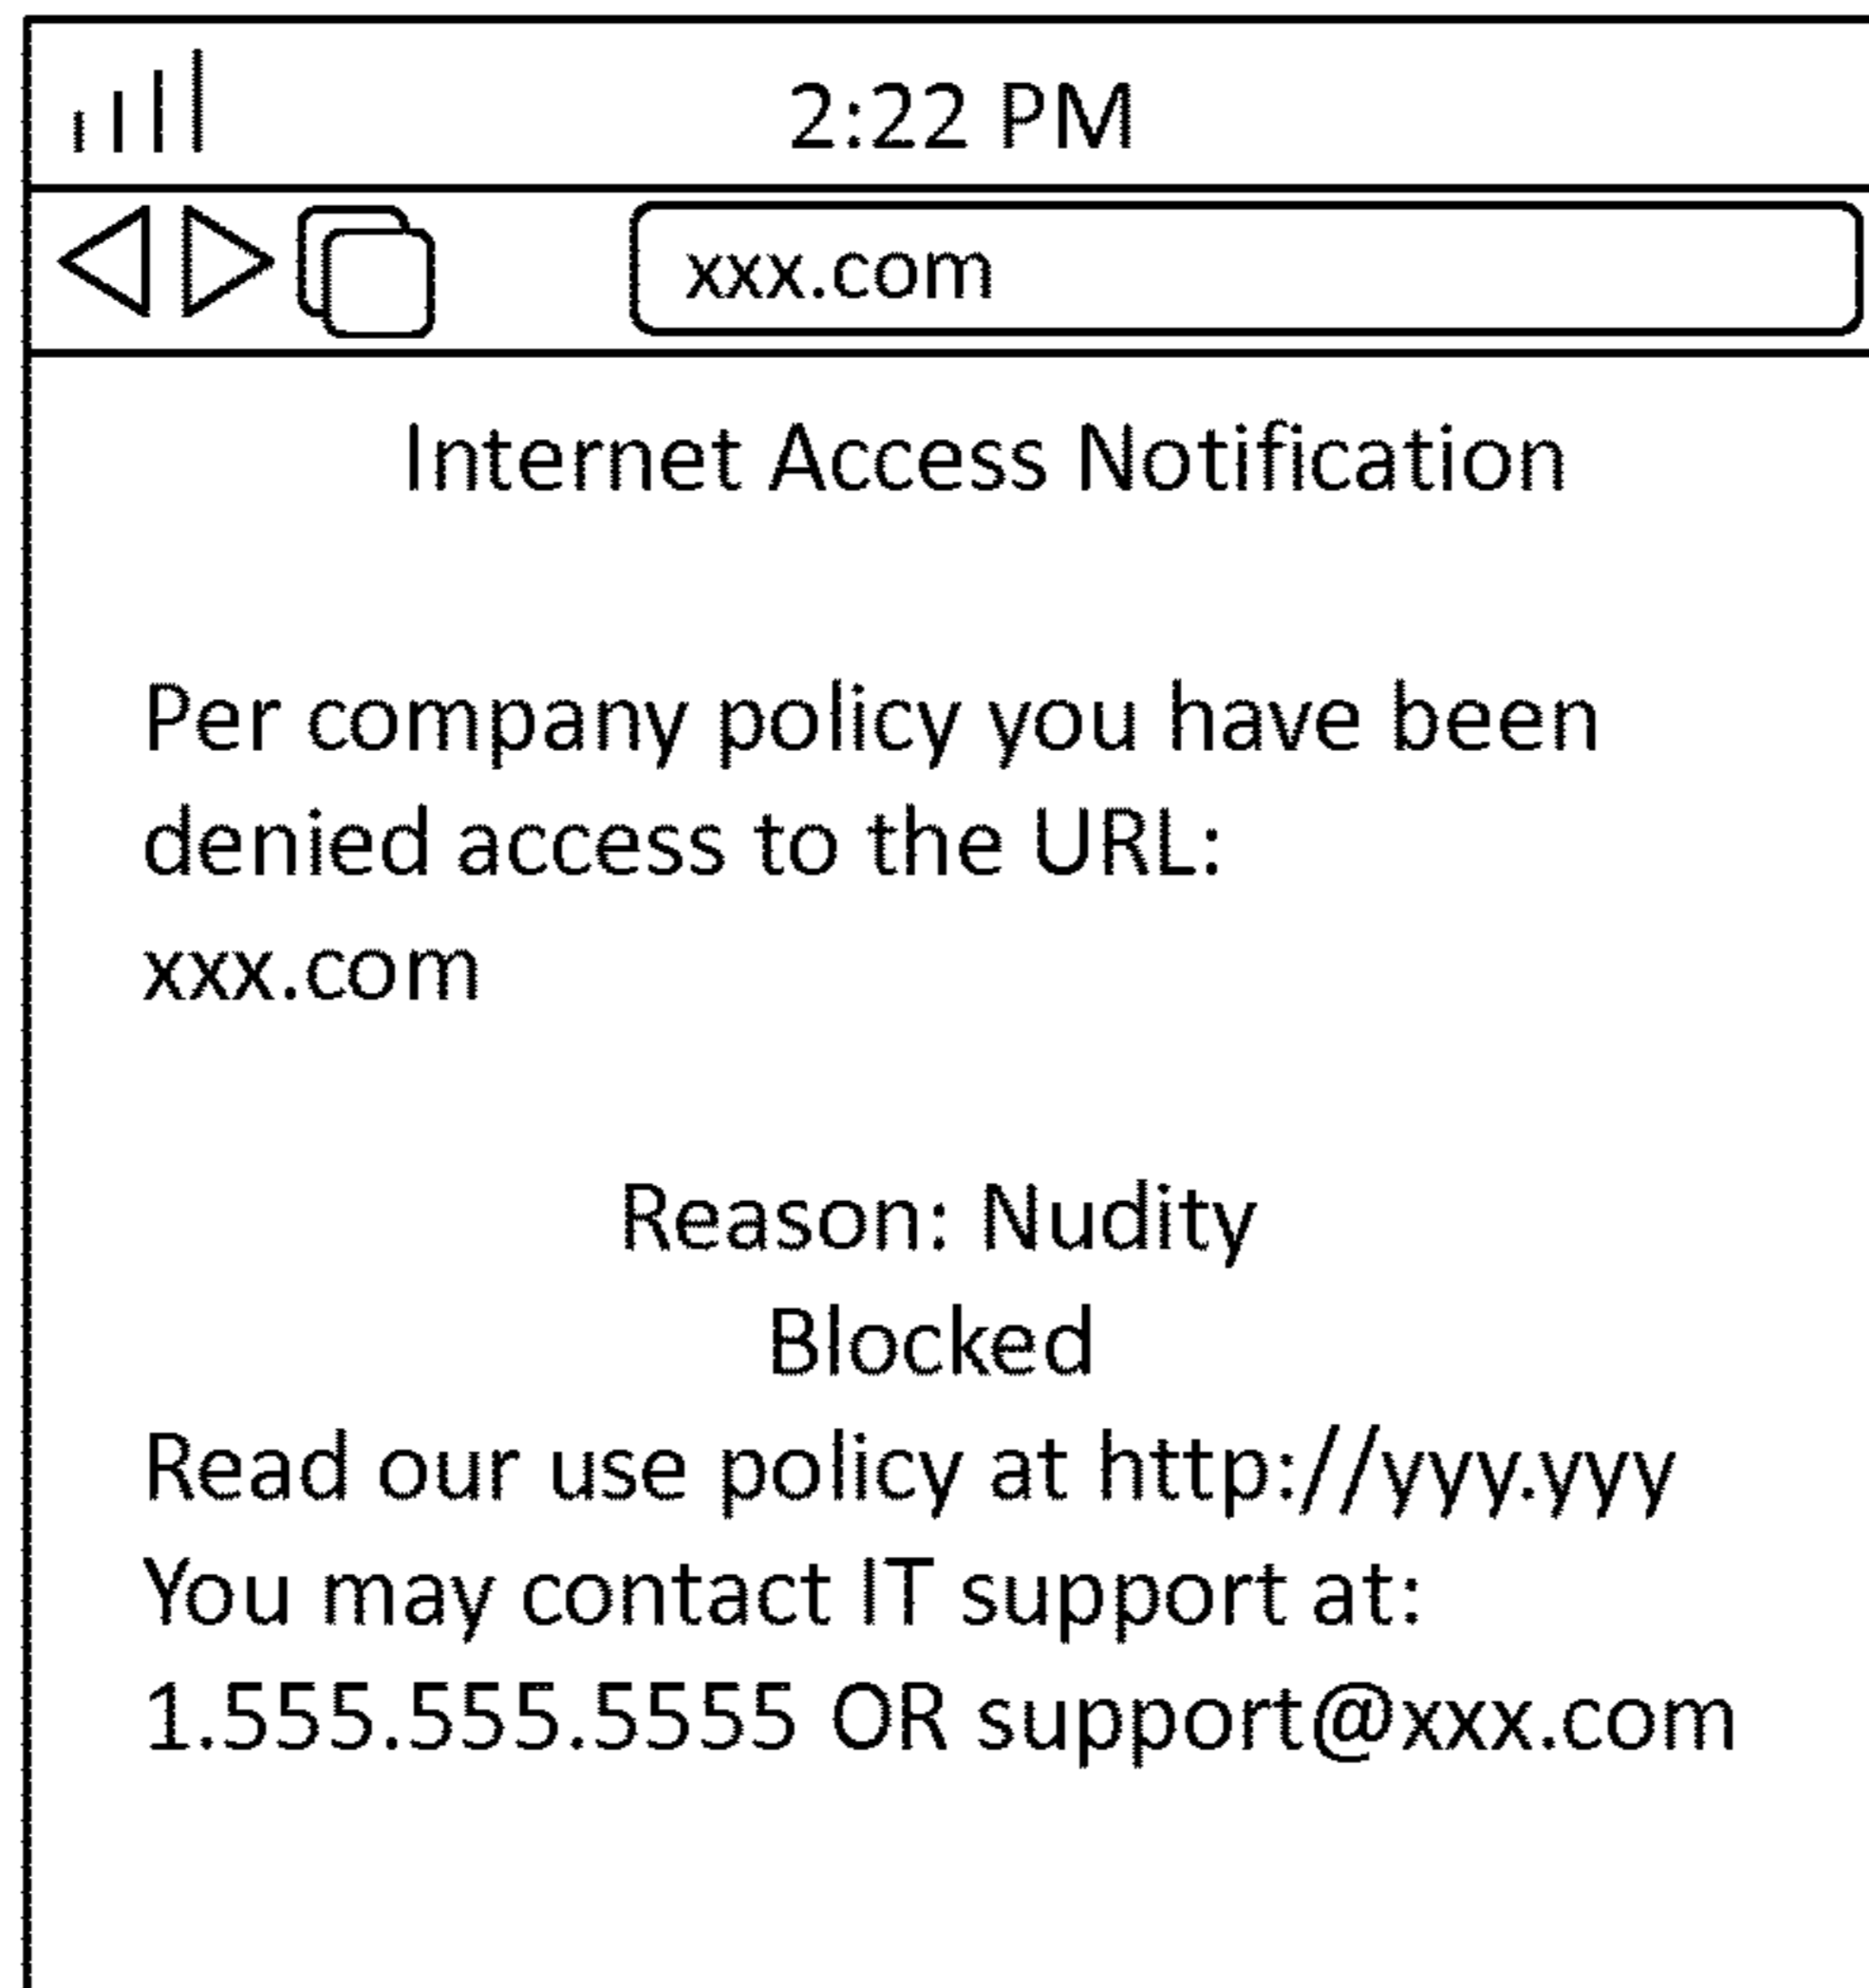 2:22 PM
xxx.com
Internet Access Notification
Per company policy you have been
denied access to the URL:
xxx.com
Reason: Nudity
Blocked
Read our use policy at http://yyy.yyy
You may contact IT support at:
1.555.555.5555 OR support@xxx.com